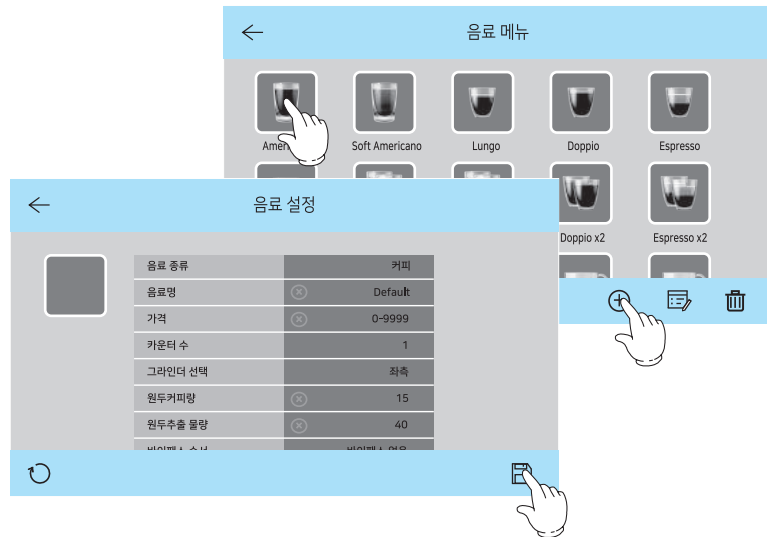 음료 메뉴
Soft Americano
Lungo
Doppio
Espresso
Doppio x2
Espresso x2
음료 설정
음료 종류 커피
음료명 Default
가격 0-9999
카운터 수 1
그라인더 선택 좌측
원두커피량 15
원두추출 물량 40